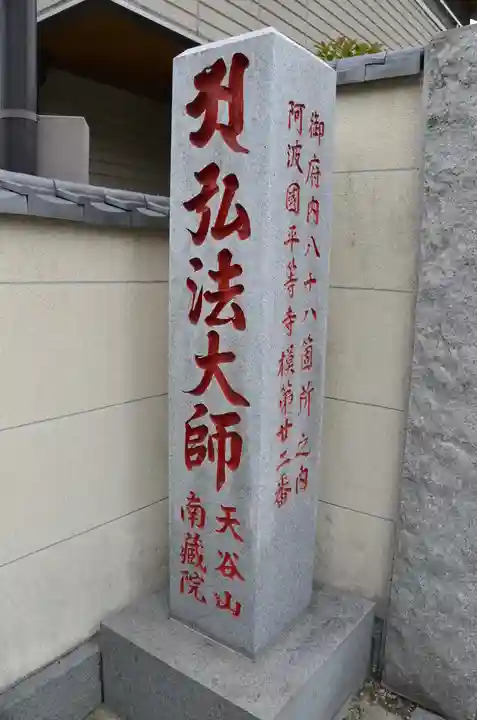 弘法大師
天谷山
南藏院
御府内八十八箇所之内
阿波國平等寺模第廿二番